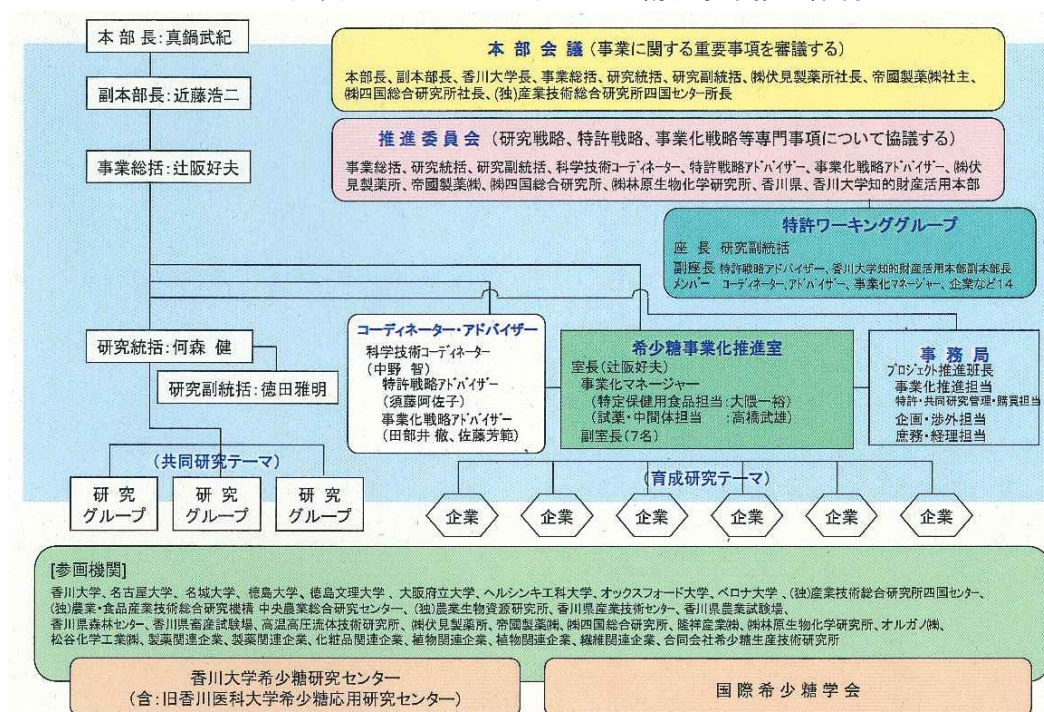 本部長:真鍋武紀
副本部長:近藤浩二
事業総括:辻阪好夫
本部会議(事業に関する重要事項を審議する)
本部長、副本部長、香川大学長、事業総括、研究統括、研究副統括、㈱伏見製薬所社長、帝國製薬㈱社主、
㈱四国総合研究所社長、(独)産業技術総合研究所四国センター所長
推進委員会(研究戦略、特許戦略、事業化戦略等専門事項について協議する)
事業総括、研究統括、研究副統括、科学技術コーディネーター、特許戦略アドバイザー、事業化戦略アドバイザー、㈱伏
見製薬所、帝國製薬㈱、㈱四国総合研究所、㈱林原生物化学研究所、香川県、香川大学知的財産活用本部
特許ワーキンググループ
座長 研究副統括
副座長 特許戦略アドバイザー、香川大学知的財産活用本部副本部長
メンバー コーディネーター、アドバイザー、事業化マネージャー、企業など14
研究統括:何森 健
研究副統括:徳田雅明
コーディネーター・アドバイザー
科学技術コーディネーター
(中野 智)
特許戦略アドバイザー
(須藤阿佐子)
事業化戦略アドバイザー
(田部井 徹、佐藤芳範)
希少糖事業化推進室
室長(辻阪好夫)
事業化マネージャー
(特定保健用食品担当:大隈一裕)
(試薬・中間体担当 :高橋武雄)
副室長(7名)
事務局
プロジェクト推進班長
事業化推進担当
特許・共同研究管理・購買担当
企画・渉外担当
庶務・経理担当
(共同研究テーマ)
研究
グループ
研究
グループ
研究
グループ
(育成研究テーマ)
企業
企業
企業
企業
企業
企業
[参画機関]
香川大学、名古屋大学、名城大学、徳島大学、徳島文理大学、大阪府立大学、ヘルシンキ工科大学、オックスフォード大学、ベロナ大学、(独)産業技術総合研究所四国センター、
(独)農業・食品産業技術総合研究機構 中央農業総合研究センター、(独)農業生物資源研究所、香川県産業技術センター、香川県農業試験場、
香川県森林センター、香川県畜産試験場、高温高圧流体技術研究所、㈱伏見製薬所、帝國製薬㈱、㈱四国総合研究所、隆祥産業㈱、㈱林原生物化学研究所、オルガノ㈱、
松谷化学工業㈱、製薬関連企業、製薬関連企業、化粧品関連企業、植物関連企業、植物関連企業、繊維関連企業、合同会社希少糖生産技術研究所
香川大学希少糖研究センター
(含:旧香川医科大学希少糖応用研究センター)
国際希少糖学会